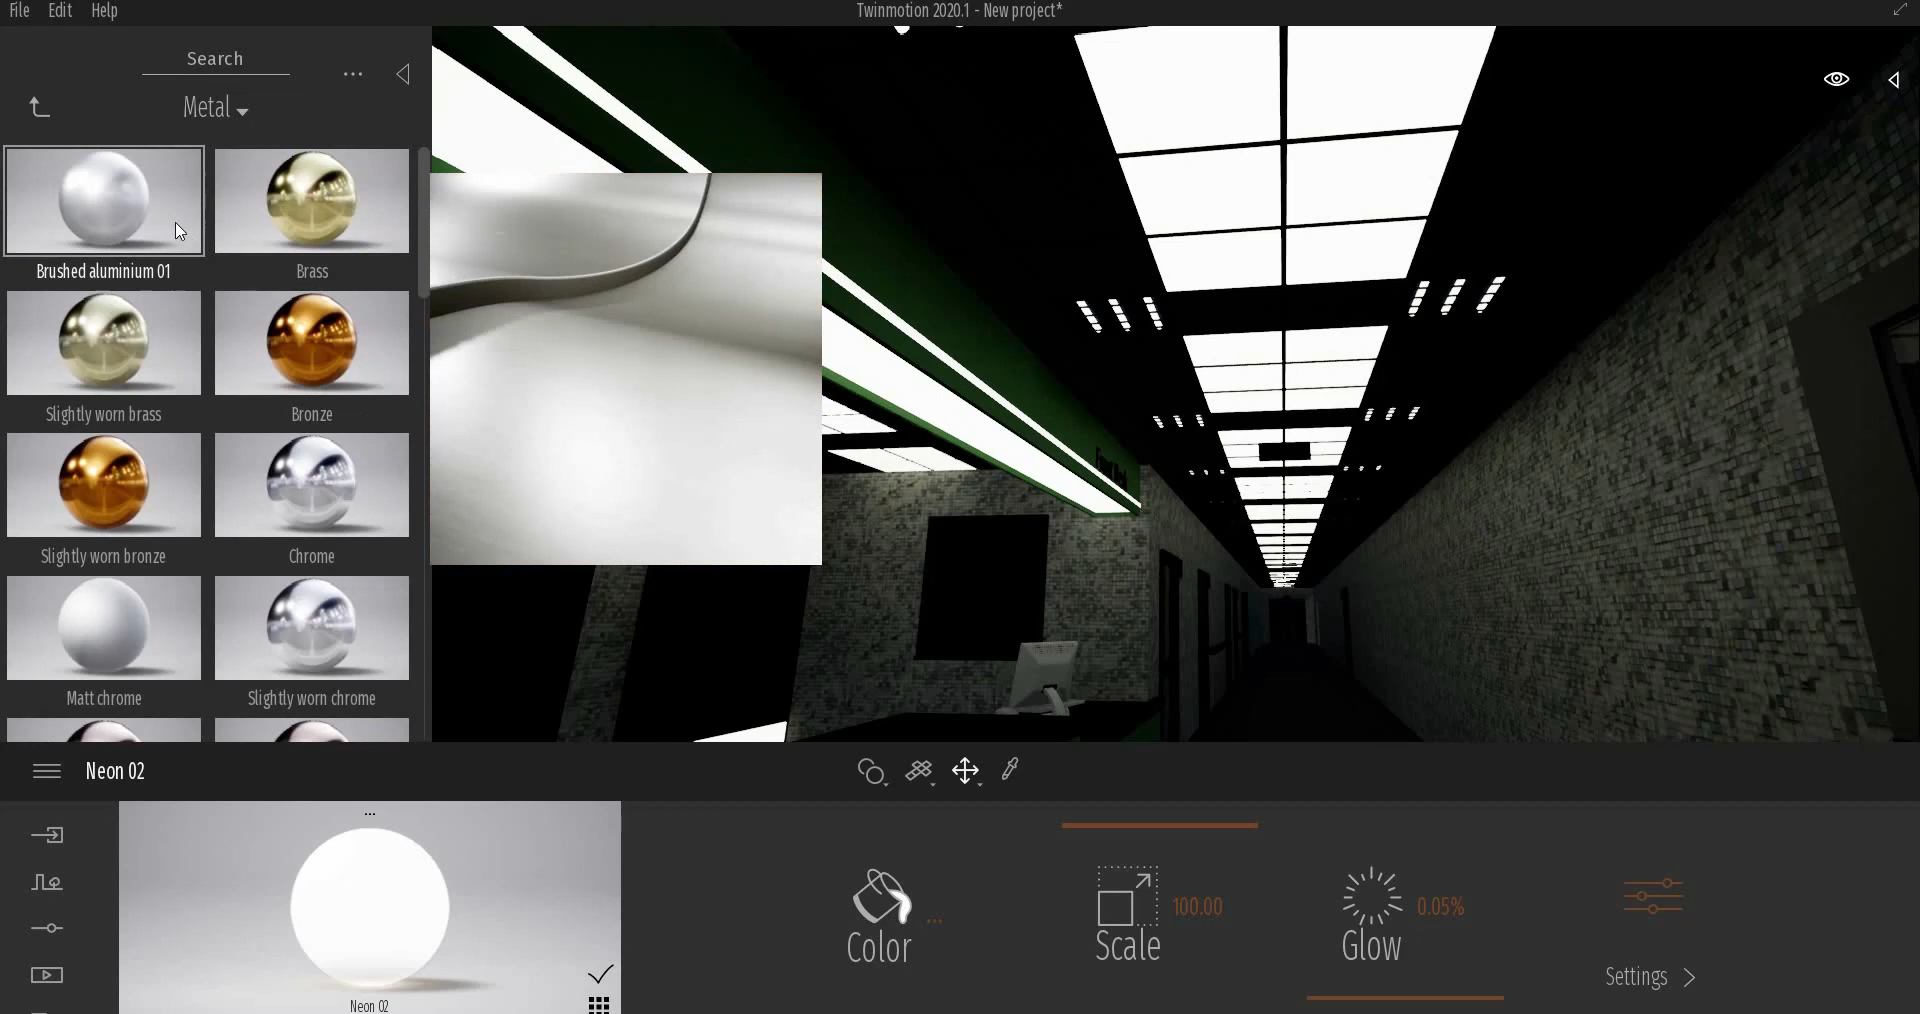 File Edit Help
Twinmotion 2020.1 - New project*
Search
...
Metal
Brushed aluminium 01
Brass
Slightly worn brass
Bronze
Slightly worn bronze
Chrome
Matt chrome
Slightly worn chrome
Neon 02
...
Neon 02
Color ...
Scale 100.00
Glow 0.05%
Settings